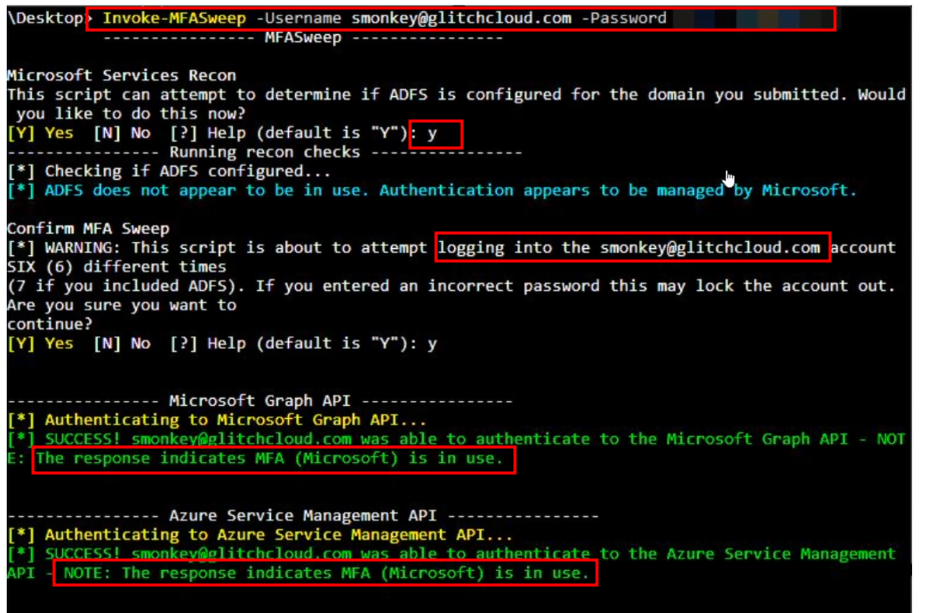 \Desktop> Invoke-MFASweep -Username smonkey@glitchcloud.com -Password
---------------- MFASweep ----------------
Microsoft Services Recon
This script can attempt to determine if ADFS is configured for the domain you submitted. Would
you like to do this now?
[Y] Yes [N] No [?] Help (default is "Y"): y
---------------- Running recon checks ----------------
[*] Checking if ADFS configured...
[*] ADFS does not appear to be in use. Authentication appears to be managed by Microsoft.
Confirm MFA Sweep
[*] WARNING: This script is about to attempt logging into the smonkey@glitchcloud.com account
SIX (6) different times
(7 if you included ADFS). If you entered an incorrect password this may lock the account out.
Are you sure you want to
continue?
[Y] Yes [N] No [?] Help (default is "Y"): y
---------------- Microsoft Graph API ----------------
[*] Authenticating to Microsoft Graph API...
[*] SUCCESS! smonkey@glitchcloud.com was able to authenticate to the Microsoft Graph API - NOT
E: The response indicates MFA (Microsoft) is in use.
---------------- Azure Service Management API ----------------
[*] Authenticating to Azure Service Management API...
[*] SUCCESS! smonkey@glitchcloud.com was able to authenticate to the Azure Service Management
API - NOTE: The response indicates MFA (Microsoft) is in use.